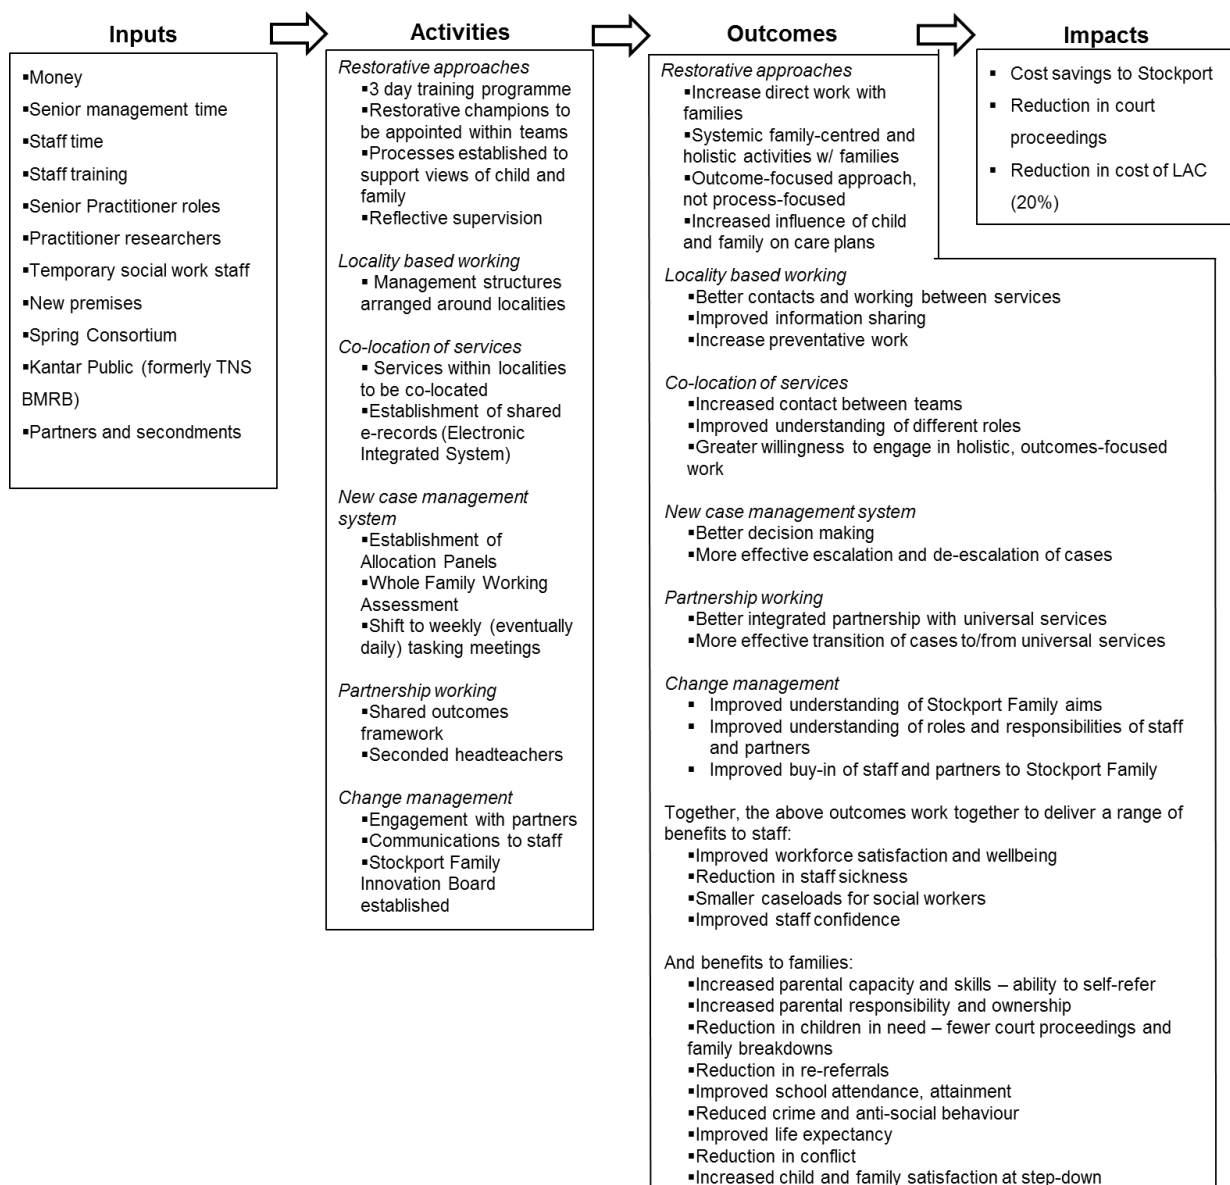 Inputs
Activities
Outcomes
Impacts
▪Money
▪Senior management time
▪Staff time
▪Staff training
▪Senior Practitioner roles
▪Practitioner researchers
▪Temporary social work staff
▪New premises
▪Spring Consortium
▪Kantar Public (formerly TNS
BMRB)
▪Partners and secondments
Restorative approaches
▪3 day training programme
▪Restorative champions to
be appointed within teams
▪Processes established to
support views of child and
family
▪Reflective supervision
Locality based working
▪ Management structures
arranged around localities
Co-location of services
▪ Services within localities
to be co-located
▪Establishment of shared
e-records (Electronic
Integrated System)
New case management
system
▪Establishment of
Allocation Panels
▪Whole Family Working
Assessment
▪Shift to weekly (eventually
daily) tasking meetings
Partnership working
▪Shared outcomes
framework
▪Seconded headteachers
Change management
▪Engagement with partners
▪Communications to staff
▪Stockport Family
Innovation Board
established
Restorative approaches
▪Increase direct work with
families
▪Systemic family-centred and
holistic activities w/ families
▪Outcome-focused approach,
not process-focused
▪Increased influence of child
and family on care plans
Locality based working
▪Better contacts and working between services
▪Improved information sharing
▪Increase preventative work
Co-location of services
▪Increased contact between teams
▪Improved understanding of different roles
▪Greater willingness to engage in holistic, outcomes-focused
work
New case management system
▪Better decision making
▪More effective escalation and de-escalation of cases
Partnership working
▪Better integrated partnership with universal services
▪More effective transition of cases to/from universal services
Change management
▪ Improved understanding of Stockport Family aims
▪ Improved understanding of roles and responsibilities of staff
and partners
▪ Improved buy-in of staff and partners to Stockport Family
Together, the above outcomes work together to deliver a range of
benefits to staff:
▪Improved workforce satisfaction and wellbeing
▪Reduction in staff sickness
▪Smaller caseloads for social workers
▪Improved staff confidence
And benefits to families:
▪Increased parental capacity and skills – ability to self-refer
▪Increased parental responsibility and ownership
▪Reduction in children in need – fewer court proceedings and
family breakdowns
▪Reduction in re-referrals
▪Improved school attendance, attainment
▪Reduced crime and anti-social behaviour
▪Improved life expectancy
▪Reduction in conflict
▪Increased child and family satisfaction at step-down
▪ Cost savings to Stockport
▪ Reduction in court
proceedings
▪ Reduction in cost of LAC
(20%)